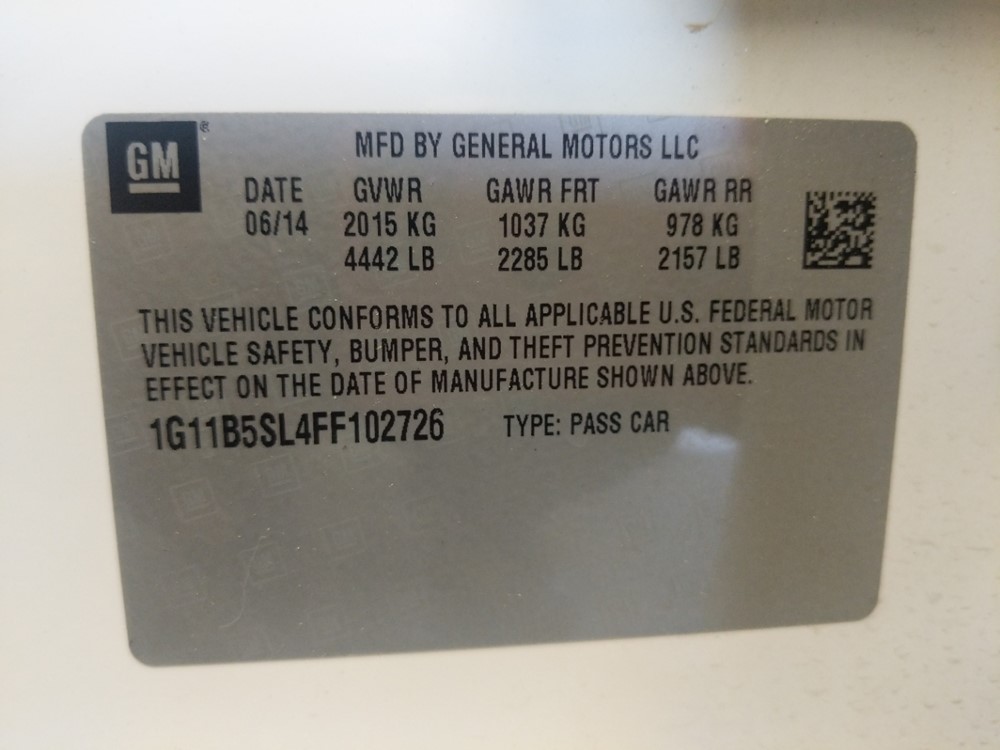 GM®
MFD BY GENERAL MOTORS LLC
DATE GVWR GAWR FRT GAWR RR
06/14 2015 KG 1037 KG 978 KG
4442 LB 2285 LB 2157 LB
THIS VEHICLE CONFORMS TO ALL APPLICABLE U.S. FEDERAL MOTOR
VEHICLE SAFETY, BUMPER, AND THEFT PREVENTION STANDARDS IN
EFFECT ON THE DATE OF MANUFACTURE SHOWN ABOVE.
1G11B5SL4FF102726 TYPE: PASS CAR